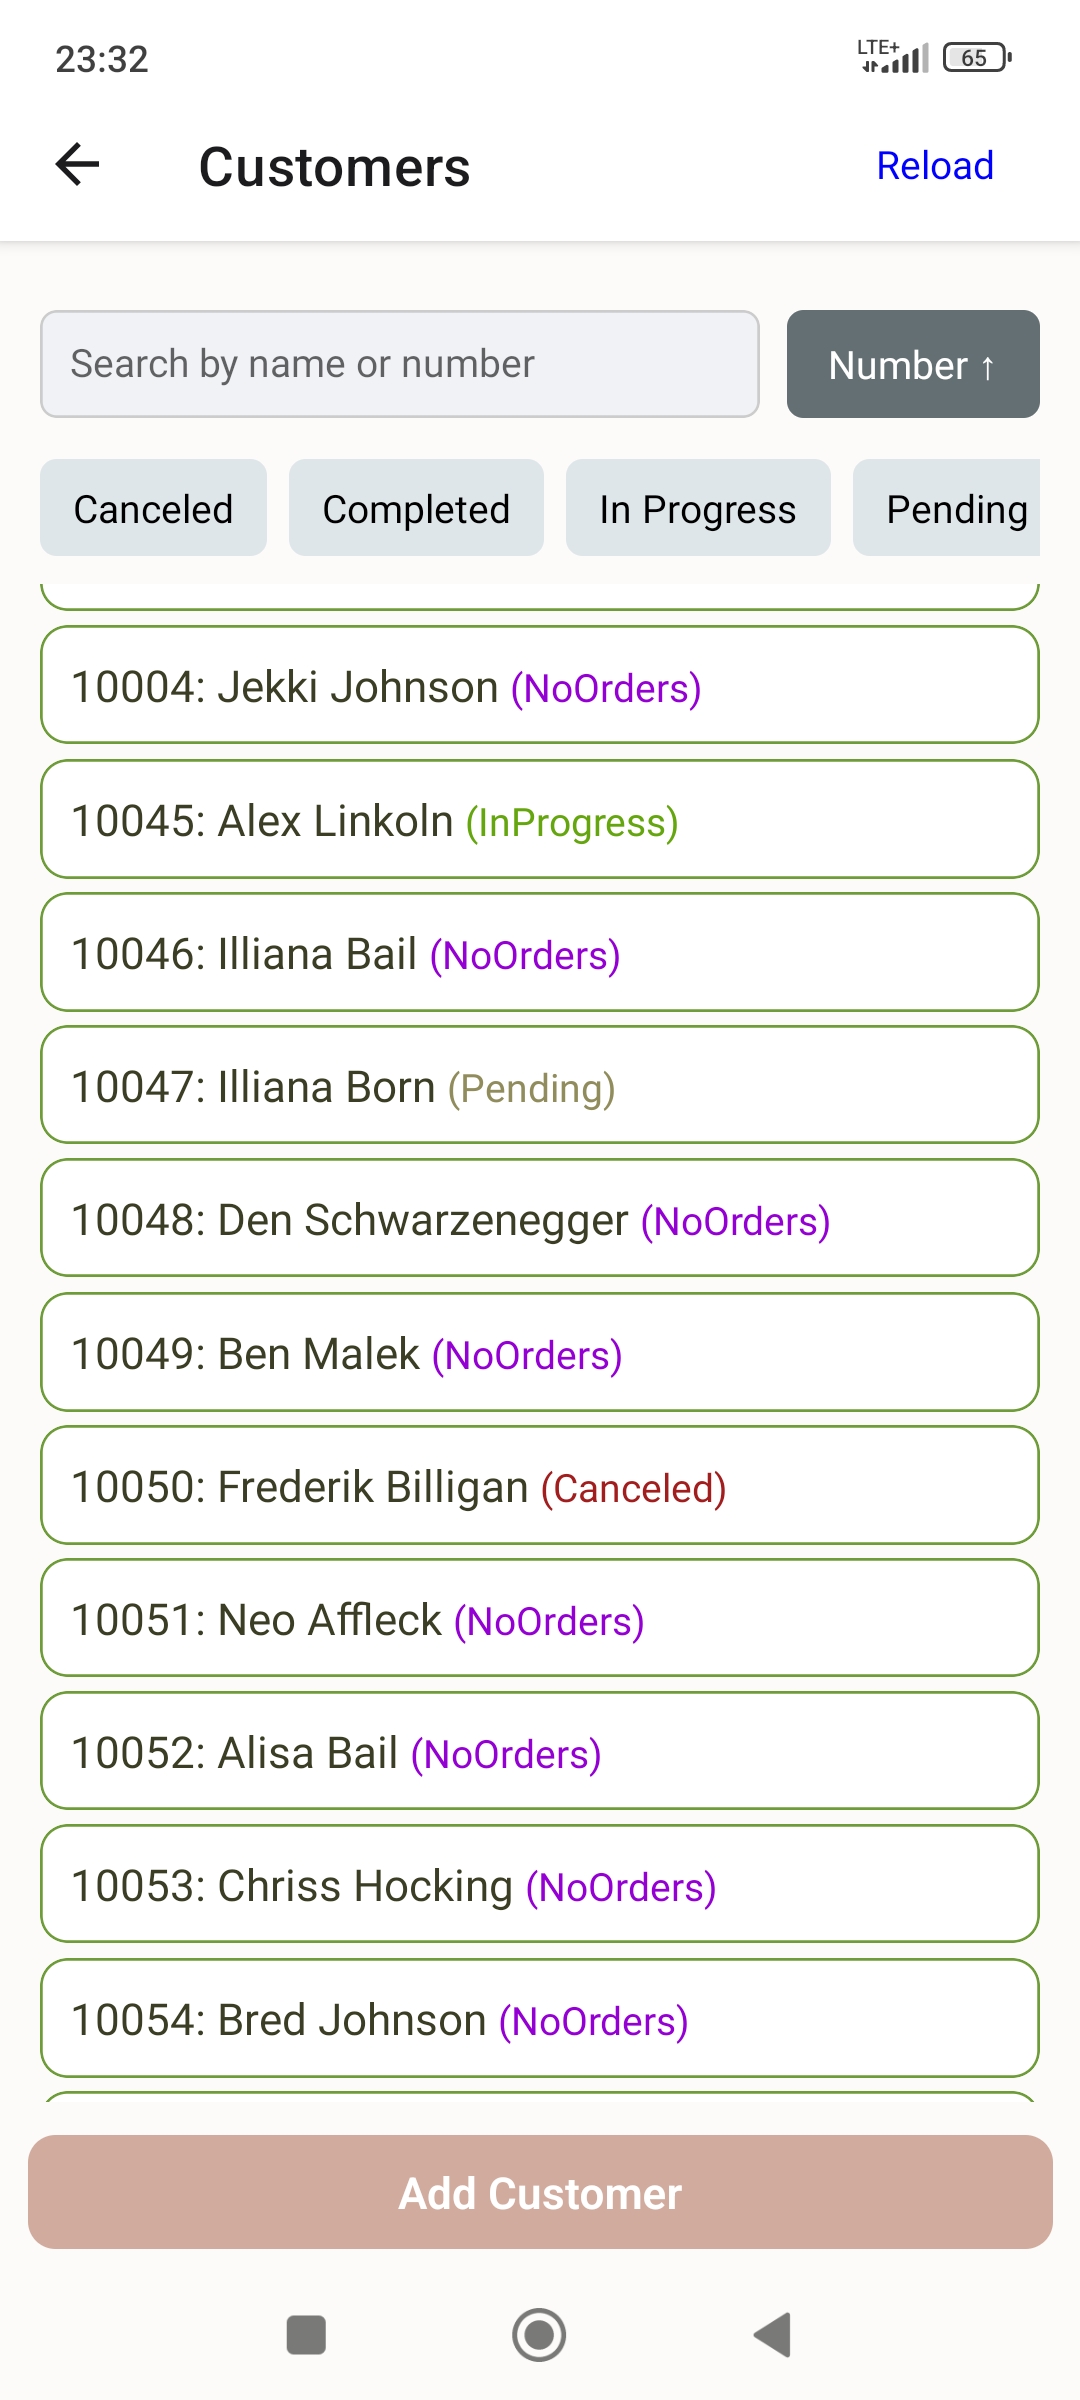 23:32 LTE+ 65
Customers Reload
Search by name or number Number ↑
Canceled Completed In Progress Pending
10004: Jekki Johnson (NoOrders)
10045: Alex Linkoln (InProgress)
10046: Illiana Bail (NoOrders)
10047: Illiana Born (Pending)
10048: Den Schwarzenegger (NoOrders)
10049: Ben Malek (NoOrders)
10050: Frederik Billigan (Canceled)
10051: Neo Affleck (NoOrders)
10052: Alisa Bail (NoOrders)
10053: Chriss Hocking (NoOrders)
10054: Bred Johnson (NoOrders)
Add Customer